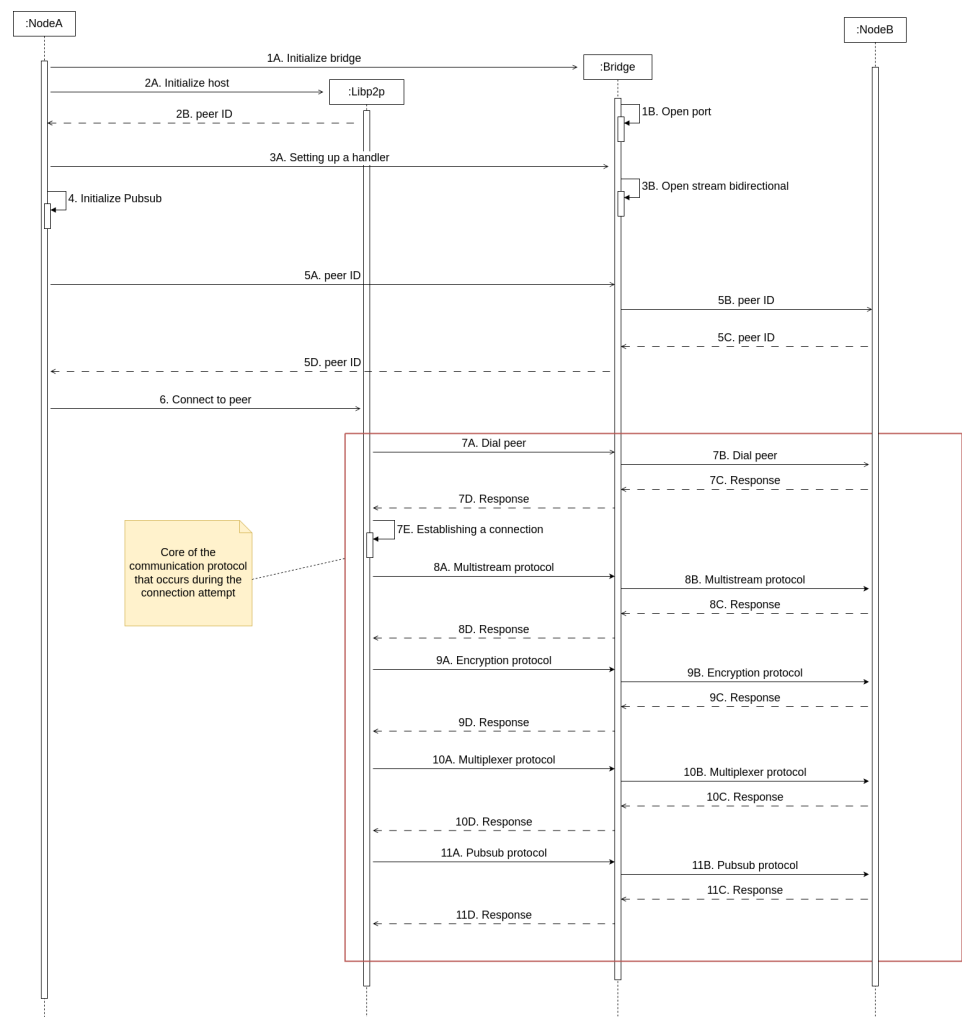 :NodeA
:NodeB
1A. Initialize bridge
:Bridge
2A. Initialize host
:Libp2p
2B. peer ID
1B. Open port
3A. Setting up a handler
3B. Open stream bidirectional
4. Initialize Pubsub
5A. peer ID
5B. peer ID
5C. peer ID
5D. peer ID
6. Connect to peer
7A. Dial peer
7B. Dial peer
7C. Response
7D. Response
7E. Establishing a connection
Core of the
communication protocol
that occurs during the
connection attempt
8A. Multistream protocol
8B. Multistream protocol
8C. Response
8D. Response
9A. Encryption protocol
9B. Encryption protocol
9C. Response
9D. Response
10A. Multiplexer protocol
10B. Multiplexer protocol
10C. Response
10D. Response
11A. Pubsub protocol
11B. Pubsub protocol
11C. Response
11D. Response